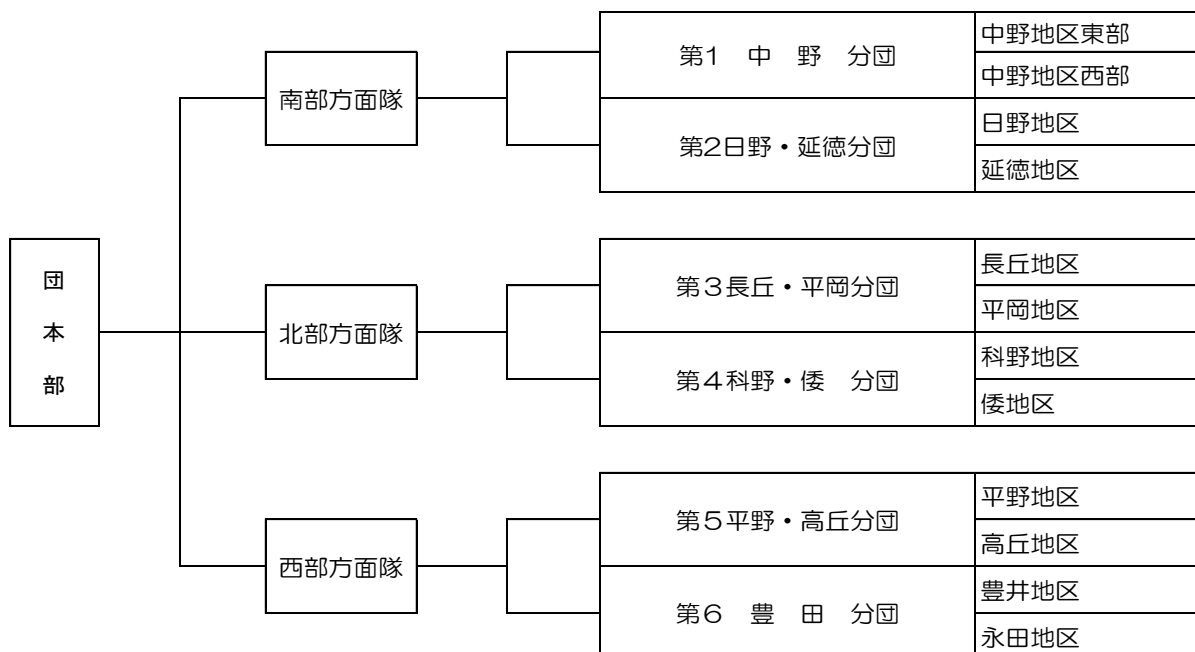 団本部
南部方面隊
第1　中　野　分団
中野地区東部
中野地区西部
第2日野・延徳分団
日野地区
延徳地区
北部方面隊
第3長丘・平岡分団
長丘地区
平岡地区
第4科野・倭　分団
科野地区
倭地区
西部方面隊
第5平野・高丘分団
平野地区
高丘地区
第6　豊　田　分団
豊井地区
永田地区